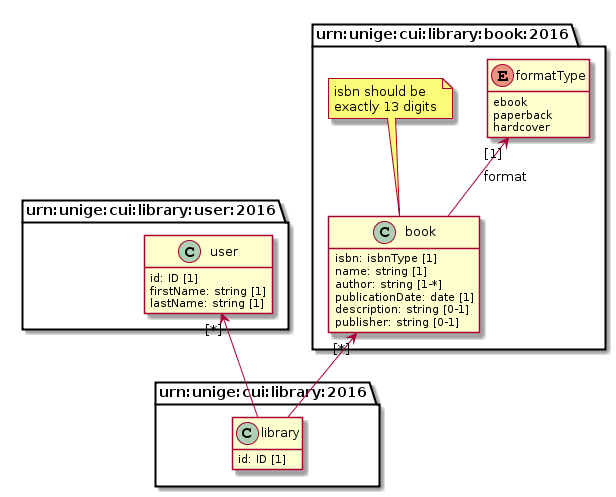 urn:unige:cui:library:book:2016
isbn should be
exactly 13 digits
E formatType
ebook
paperback
hardcover
[1]
format
C book
isbn: isbnType [1]
name: string [1]
author: string [1-*]
publicationDate: date [1]
description: string [0-1]
publisher: string [0-1]
[*]
urn:unige:cui:library:user:2016
C user
id: ID [1]
firstName: string [1]
lastName: string [1]
[*]
urn:unige:cui:library:2016
C library
id: ID [1]